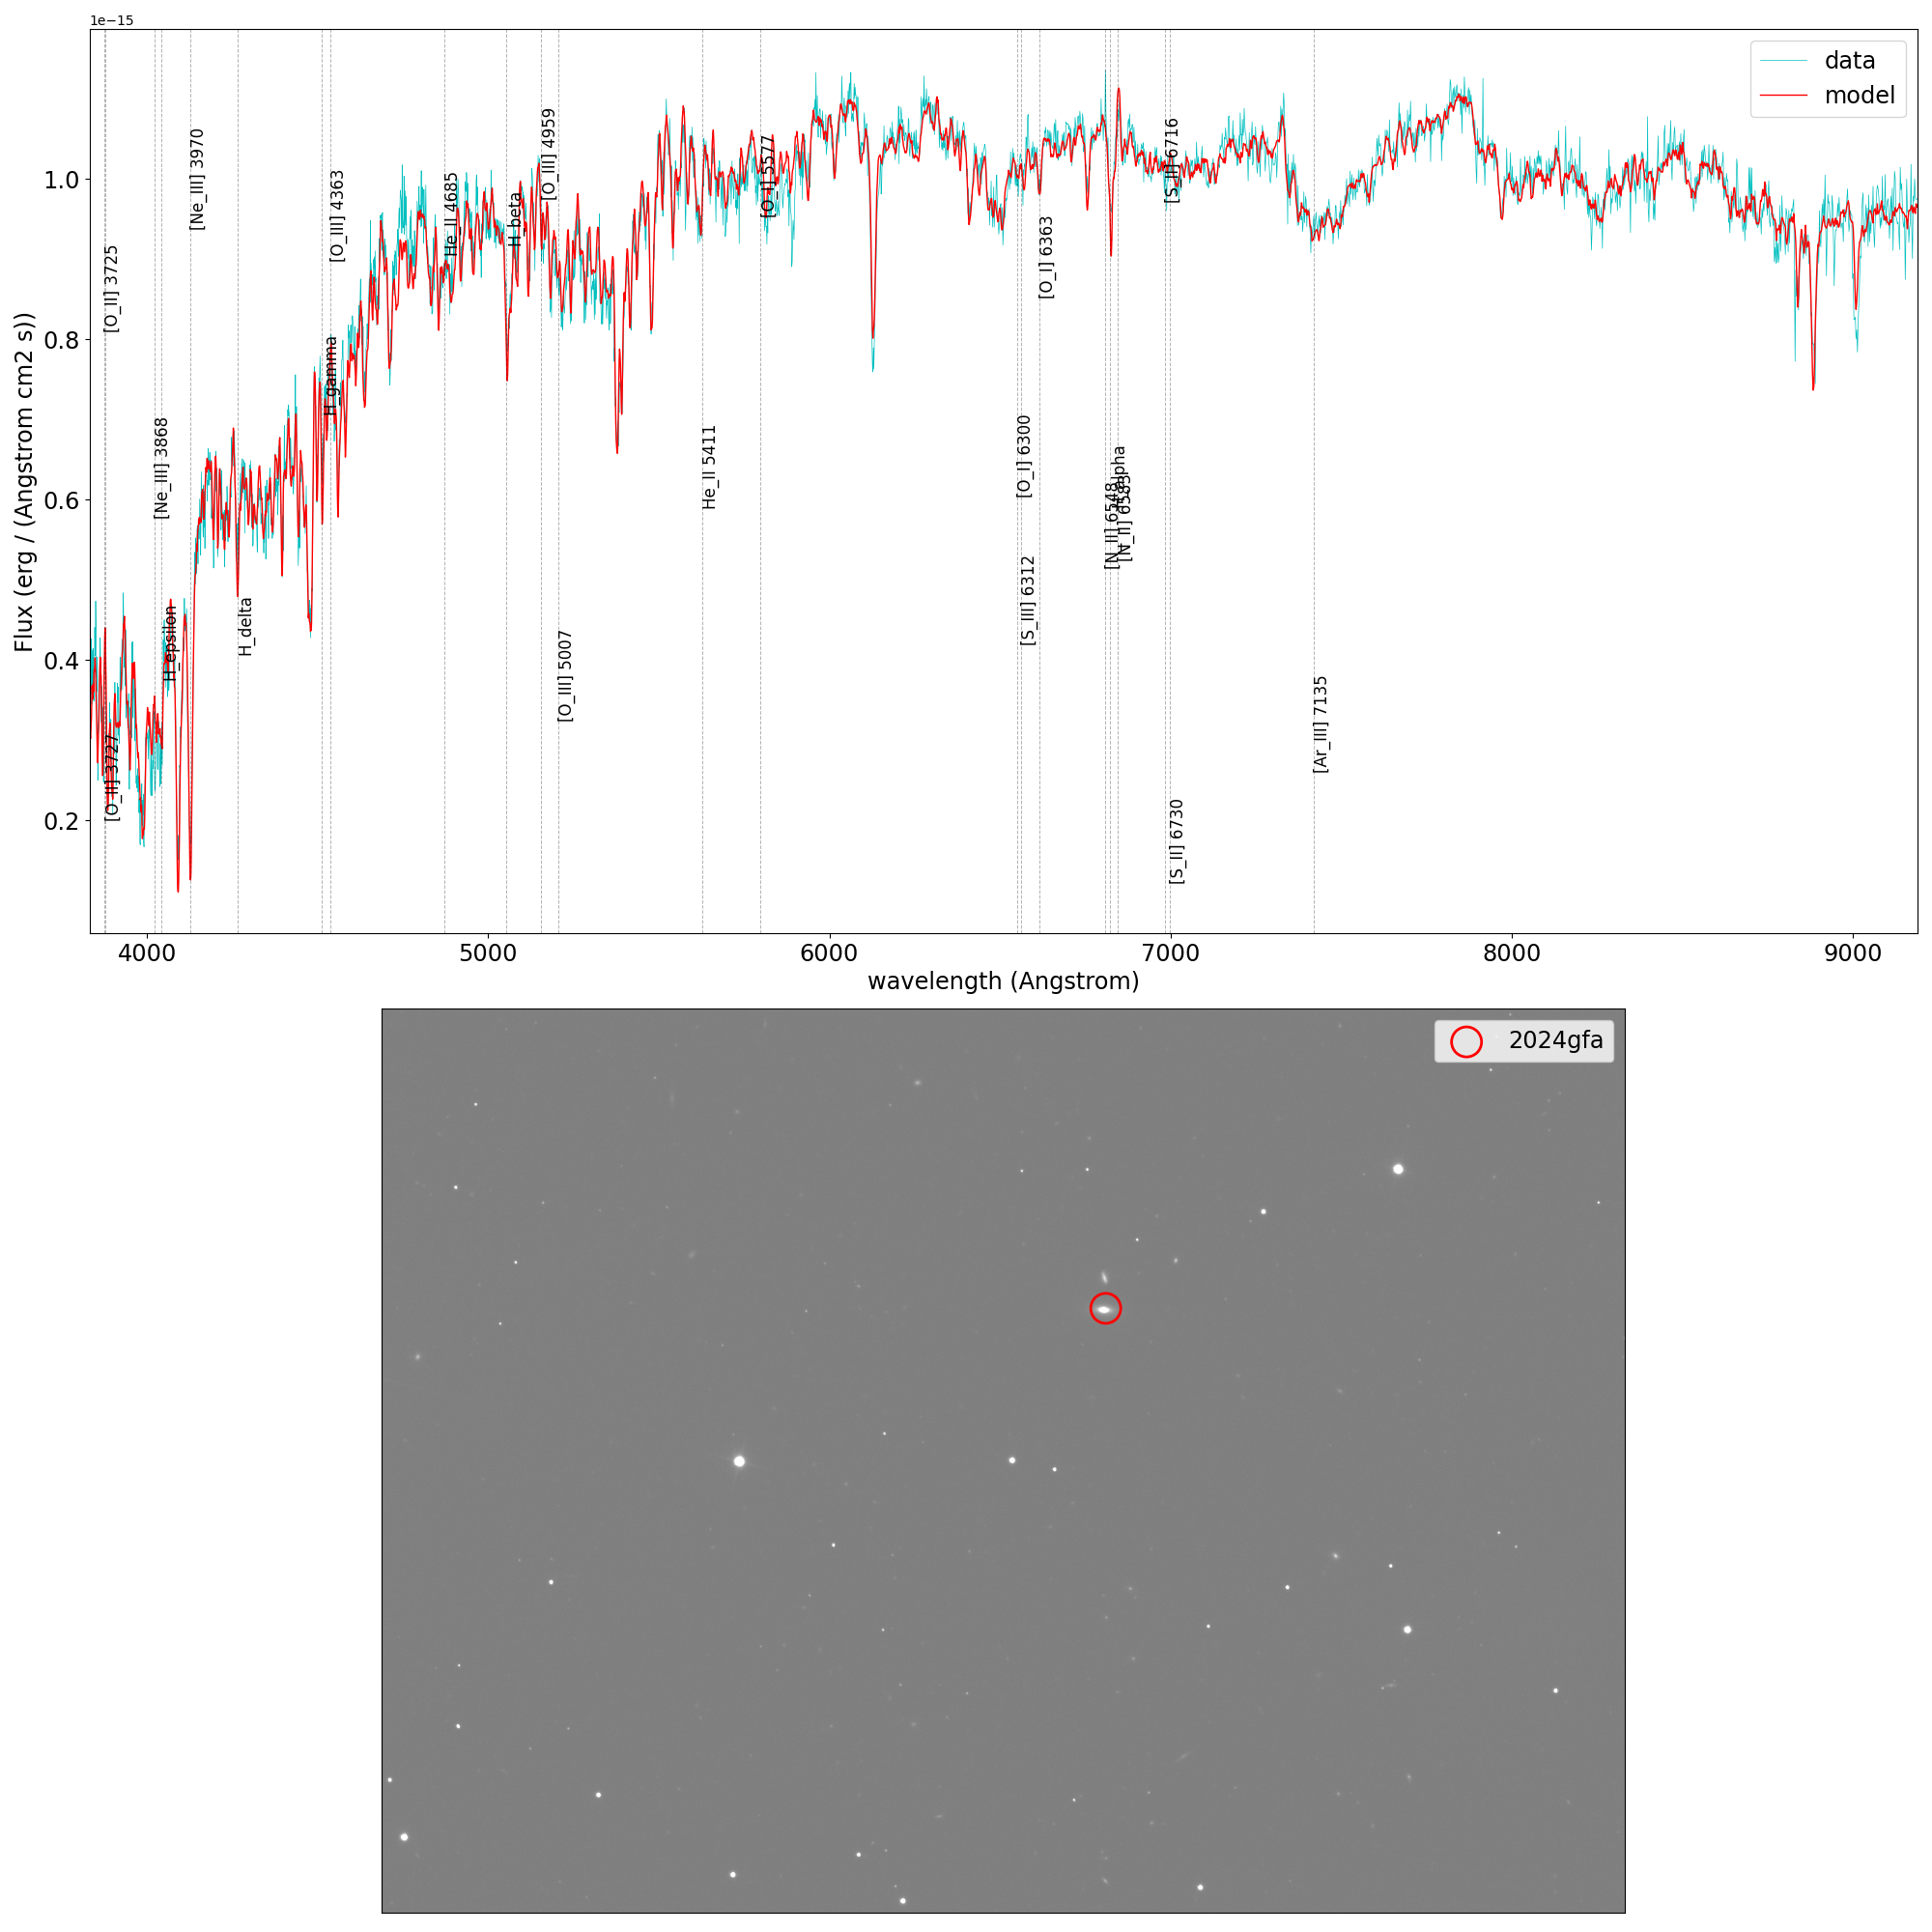 1e−15
data
model
[O_II] 3725
[O_II] 3727
[Ne_III] 3868
H_epsilon
[Ne_III] 3970
H_delta
H_gamma
[O_III] 4363
He_II 4685
H_beta
[O_III] 4959
[O_III] 5007
He_II 5411
[O_I] 5577
[O_I] 6300
[S_III] 6312
[O_I] 6363
[N_II] 6548
H_alpha
[N_II] 6583
[S_II] 6716
[S_II] 6730
[Ar_III] 7135
Flux (erg / (Angstrom cm2 s))
1.0
0.8
0.6
0.4
0.2
4000 5000 6000 7000 8000 9000
wavelength (Angstrom)
2024gfa